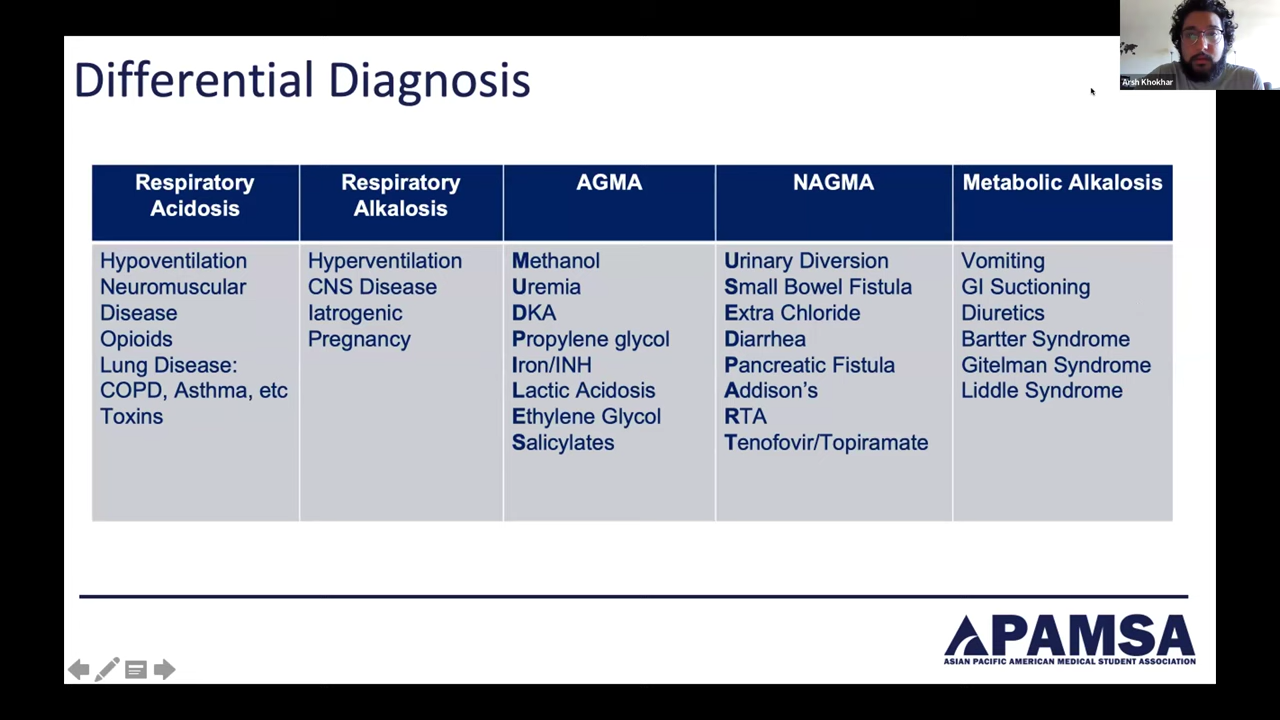 Differential Diagnosis
Arsh Khokhar
Respiratory
Acidosis
Respiratory
Alkalosis
AGMA
NAGMA
Metabolic Alkalosis
Hypoventilation
Neuromuscular
Disease
Opioids
Lung Disease:
COPD, Asthma, etc
Toxins
Hyperventilation
CNS Disease
Iatrogenic
Pregnancy
Methanol
Uremia
DKA
Propylene glycol
Iron/INH
Lactic Acidosis
Ethylene Glycol
Salicylates
Urinary Diversion
Small Bowel Fistula
Extra Chloride
Diarrhea
Pancreatic Fistula
Addison’s
RTA
Tenofovir/Topiramate
Vomiting
GI Suctioning
Diuretics
Bartter Syndrome
Gitelman Syndrome
Liddle Syndrome
APAMSA
ASIAN PACIFIC AMERICAN MEDICAL STUDENT ASSOCIATION